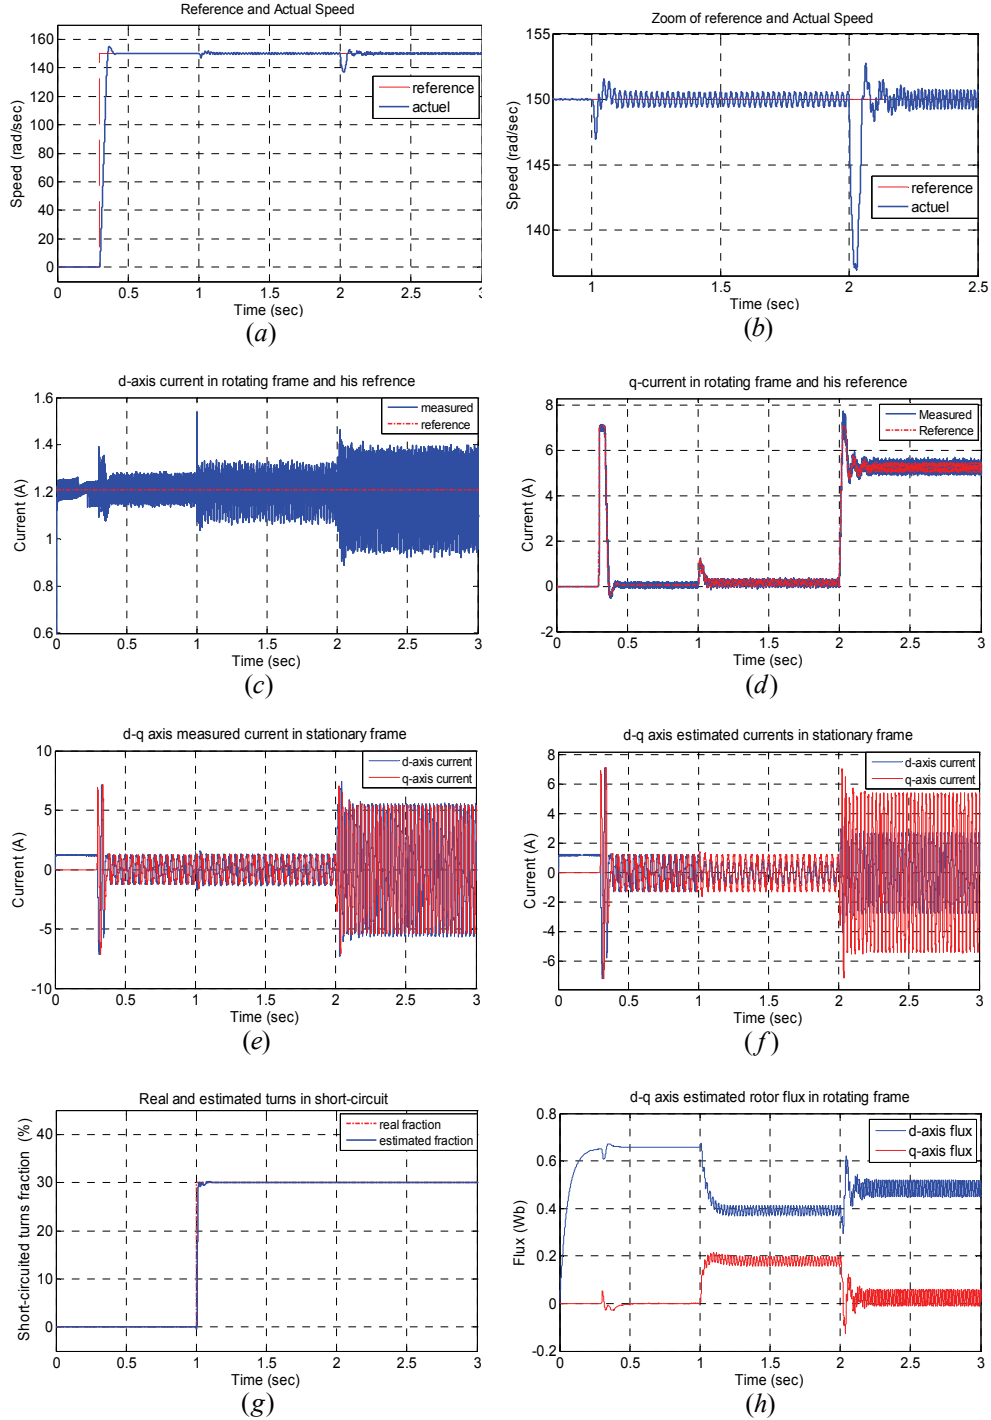 Reference and Actual Speed
160
140
120
100
80
60
40
20
0
Speed (rad/sec)
reference
actuel
0
0.5
1
1.5
2
2.5
3
Time (sec)
(a)
Zoom of reference and Actual Speed
155
150
145
140
Speed (rad/sec)
reference
actuel
1
1.5
2
2.5
Time (sec)
(b)
d-axis current in rotating frame and his refrence
1.6
1.4
1.2
1
0.8
0.6
Current (A)
measured
reference
0
0.5
1
1.5
2
2.5
3
Time (sec)
(c)
q-current in rotating frame and his reference
8
6
4
2
0
-2
Current (A)
Measured
Reference
0
0.5
1
1.5
2
2.5
3
Time (sec)
(d)
d-q axis measured current in stationary frame
10
5
0
-5
-10
Current (A)
d-axis current
q-axis current
0
0.5
1
1.5
2
2.5
3
Time (sec)
(e)
d-q axis estimated currents in stationary frame
8
6
4
2
0
-2
-4
-6
Current (A)
d-axis current
q-axis current
0
0.5
1
1.5
2
2.5
3
Time (sec)
(f)
Real and estimated turns in short-circuit
40
30
20
10
0
Short-circuited turns fraction (%)
real fraction
estimated fraction
0
0.5
1
1.5
2
2.5
3
Time (sec)
(g)
d-q axis estimated rotor flux in rotating frame
0.8
0.6
0.4
0.2
0
-0.2
Flux (Wb)
d-axis flux
q-axis flux
0
0.5
1
1.5
2
2.5
3
Time (sec)
(h)